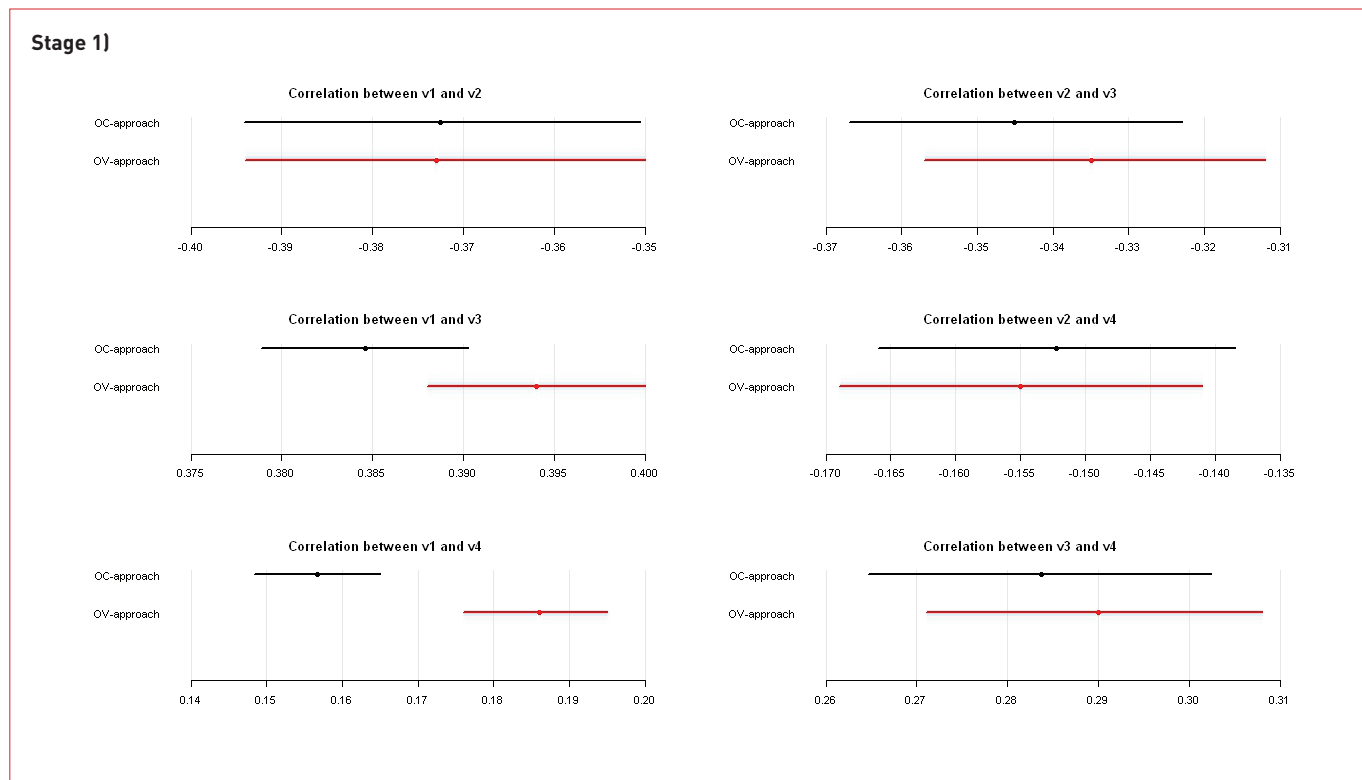 Stage 1)
Correlation between v1 and v2
OC-approach
OV-approach
-0.40 -0.39 -0.38 -0.37 -0.36 -0.35
Correlation between v2 and v3
OC-approach
OV-approach
-0.37 -0.36 -0.35 -0.34 -0.33 -0.32 -0.31
Correlation between v1 and v3
OC-approach
OV-approach
0.375 0.380 0.385 0.390 0.395 0.400
Correlation between v2 and v4
OC-approach
OV-approach
-0.170 -0.165 -0.160 -0.155 -0.150 -0.145 -0.140 -0.135
Correlation between v1 and v4
OC-approach
OV-approach
0.14 0.15 0.16 0.17 0.18 0.19 0.20
Correlation between v3 and v4
OC-approach
OV-approach
0.26 0.27 0.28 0.29 0.30 0.31